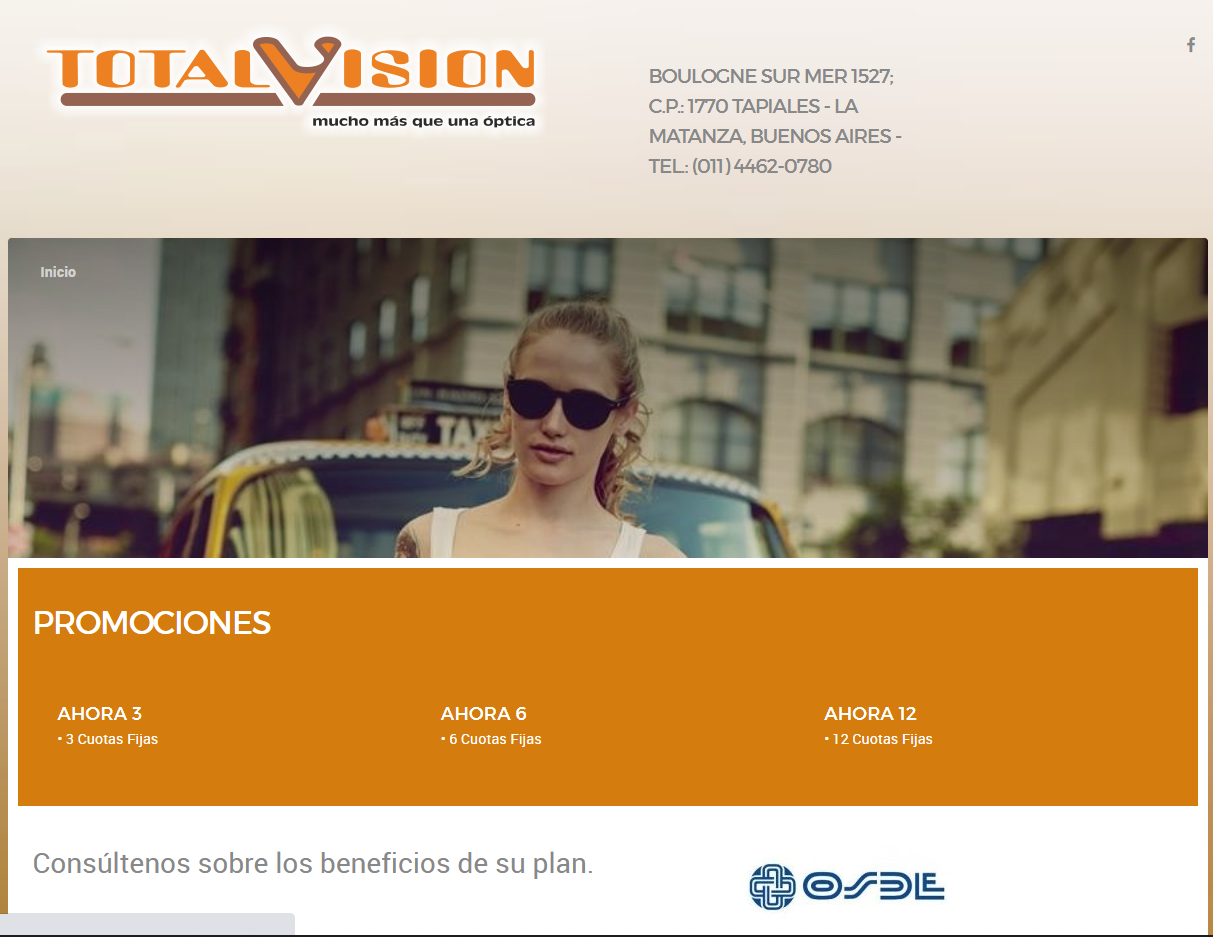 TOTALVISION
mucho más que una óptica
BOULOGNE SUR MER 1527;
C.P.: 1770 TAPIALES - LA
MATANZA, BUENOS AIRES -
TEL.: (011) 4462-0780
Inicio
TAXI
PROMOCIONES
AHORA 3
• 3 Cuotas Fijas
AHORA 6
• 6 Cuotas Fijas
AHORA 12
• 12 Cuotas Fijas
Consúltenos sobre los beneficios de su plan.
OSDE